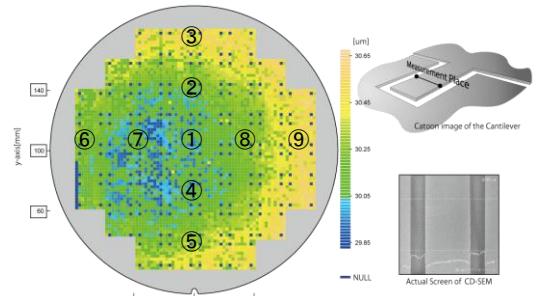 [um]
30.65
30.45
30.25
30.05
29.85
NULL
y-axis[mm]
140
100
60
③
②
⑥
⑦
①
⑧
⑨
④
⑤
Measurniment Place
Catoon image of the Cantilever
Actual Screen of CD-SEM